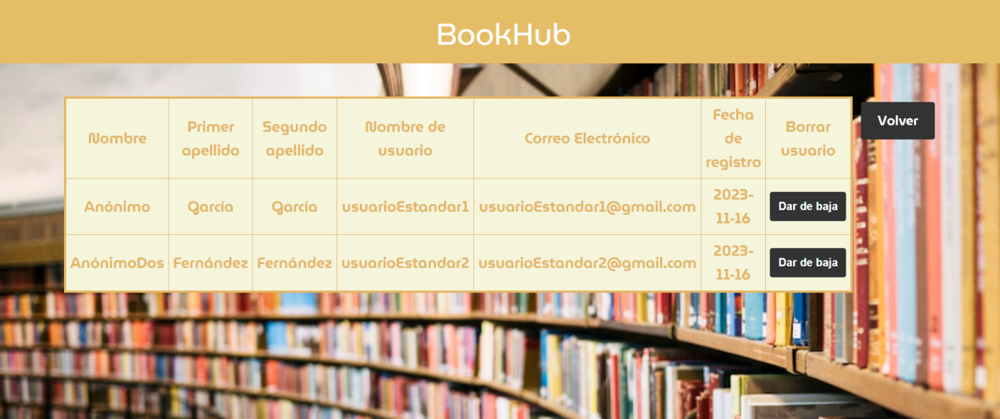 BookHub
Nombre
Primer
apellido
Segundo
apellido
Nombre de
usuario
Correo Electrónico
Fecha
de
registro
Borrar
usuario
Volver
Anónimo
García
García
usuarioEstandar1
usuarioEstandar1@gmail.com
2023-
11-16
Dar de baja
AnónimoDos
Fernández
Fernández
usuarioEstandar2
usuarioEstandar2@gmail.com
2023-
11-16
Dar de baja